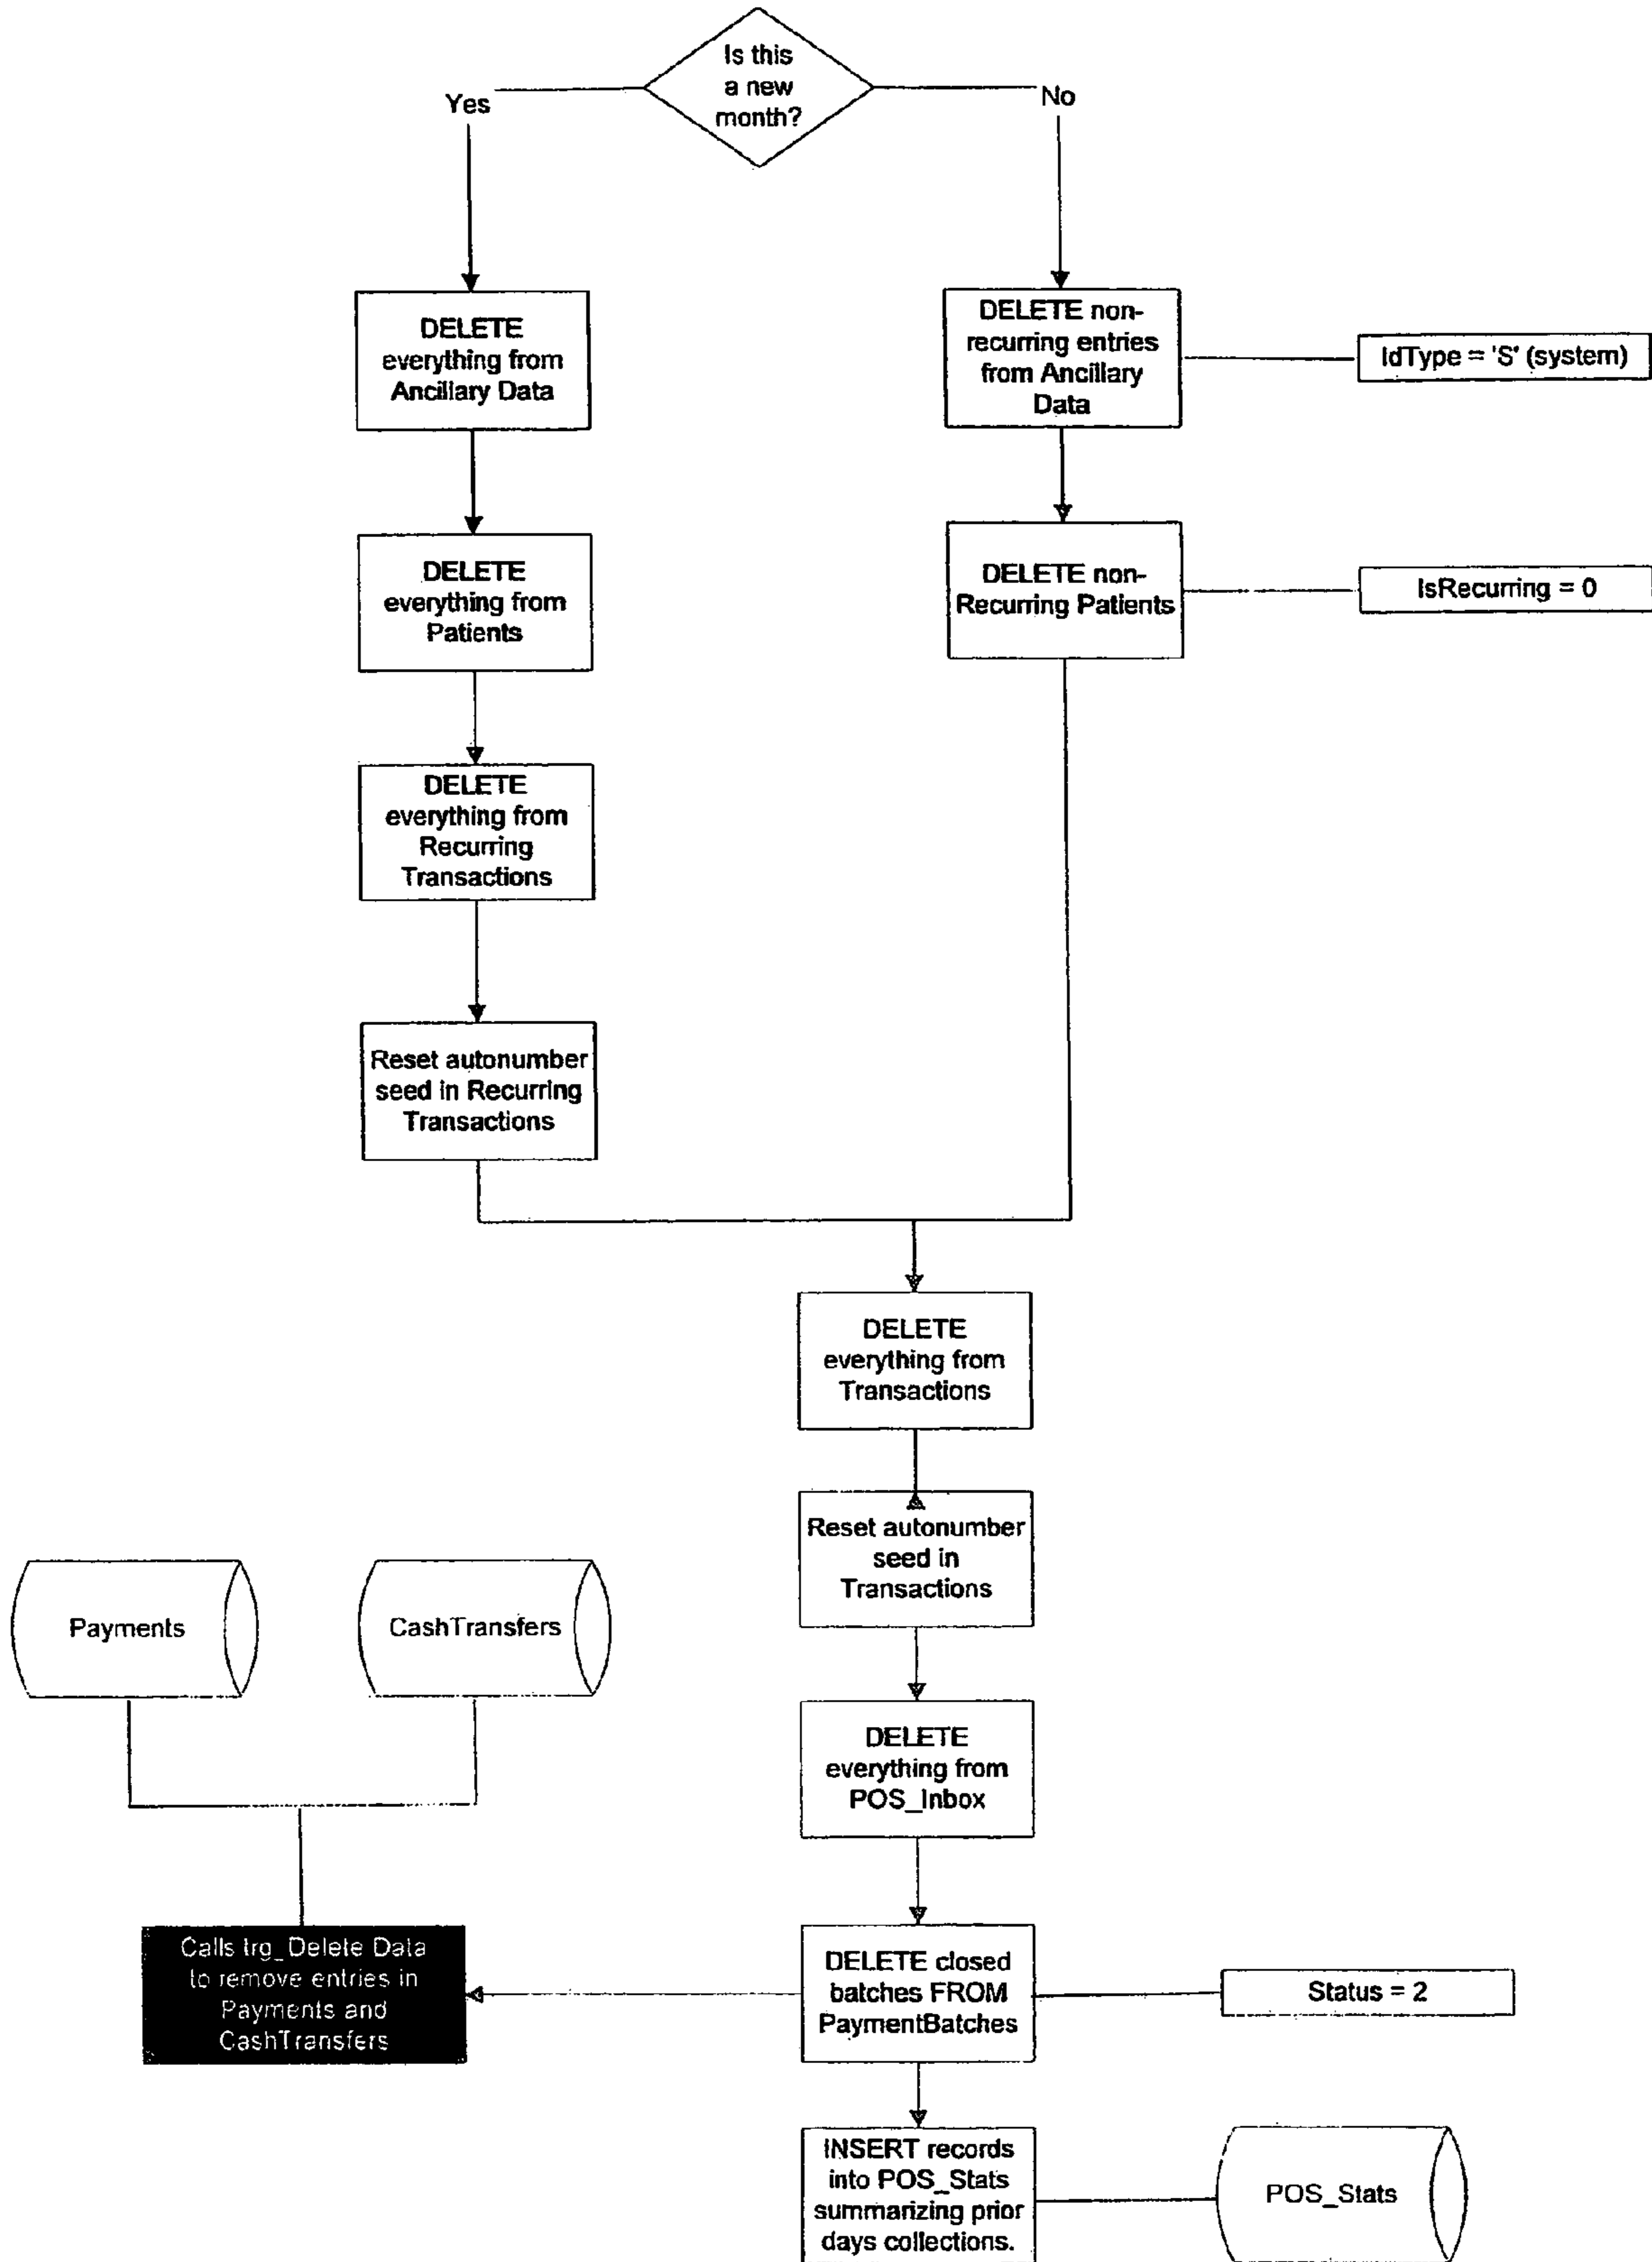 Is this
a new
month?
Yes
No
DELETE
everything from
Ancillary Data
DELETE non-
recurring entries
from Ancillary
Data
IdType = 'S' (system)
DELETE
everything from
Patients
DELETE non-
Recurring Patients
IsRecurring = 0
DELETE
everything from
Recurring
Transactions
Reset autonumber
seed in Recurring
Transactions
DELETE
everything from
Transactions
Reset autonumber
seed in
Transactions
Payments
CashTransfers
DELETE
everything from
POS_Inbox
Calls trg_Delete Data
to remove entries in
Payments and
CashTransfers
DELETE closed
batches FROM
PaymentBatches
Status = 2
INSERT records
into POS_Stats
summarizing prior
days collections.
POS_Stats